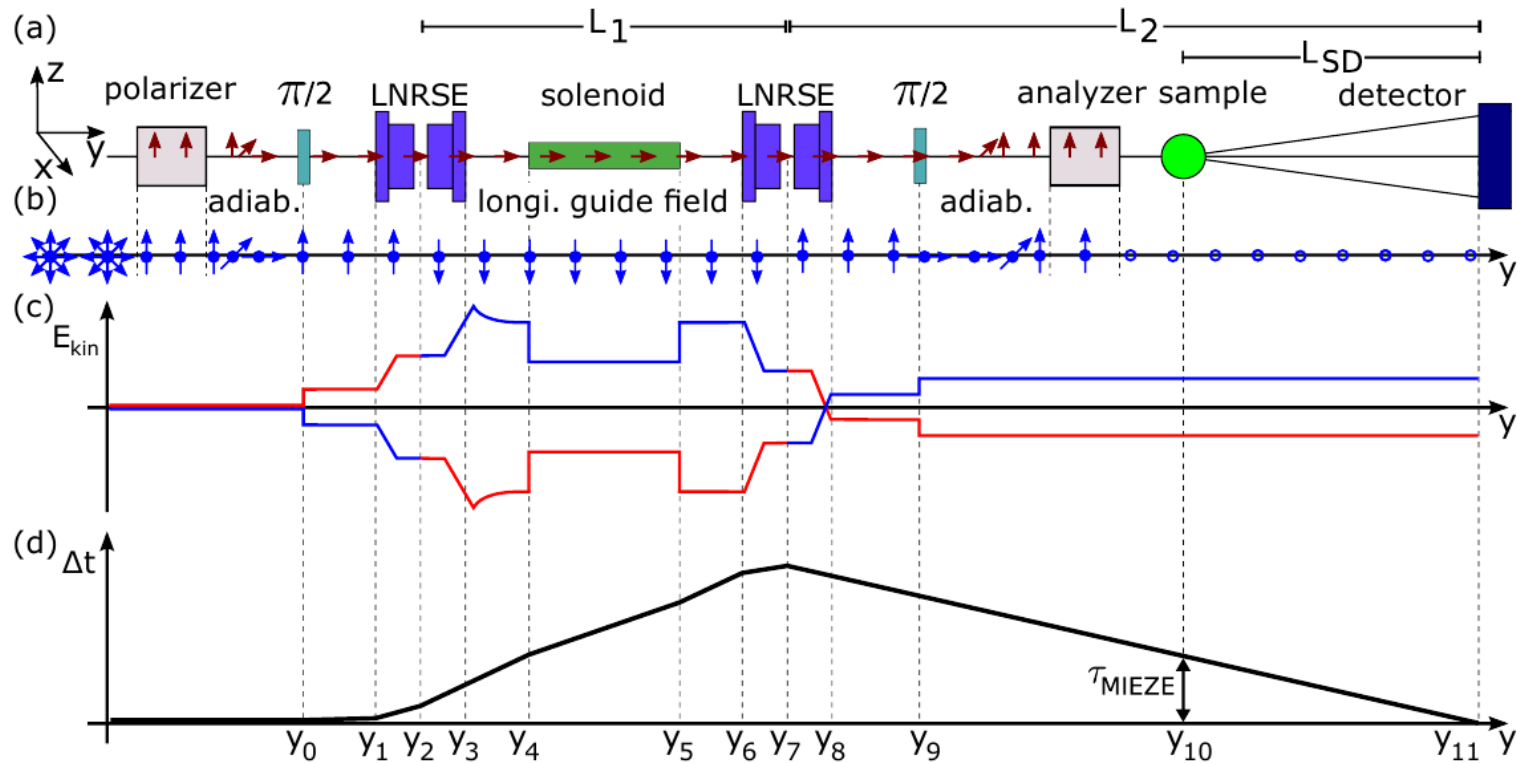 (a)
L1
L2
LSD
z
y
x
polarizer π/2 LNRSE solenoid LNRSE π/2 analyzer sample detector
(b)
adiab. longi. guide field adiab.
y
(c)
Ekin
y
(d)
Δt
τMIEZE
y0 y1 y2 y3 y4 y5 y6 y7 y8 y9 y10 y11 y